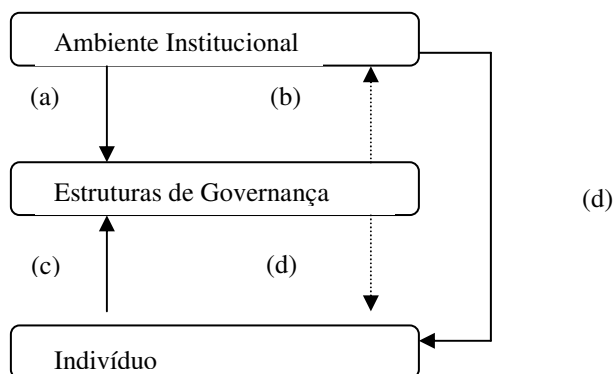 Ambiente Institucional
(a) (b)
Estruturas de Governança
(d)
(c) (d)
Indivíduo